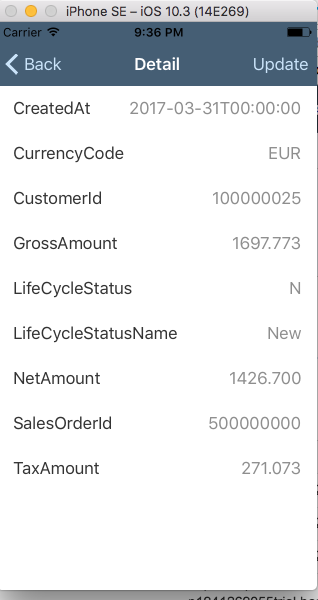 iPhone SE – iOS 10.3 (14E269)
Carrier 9:36 PM
Back Detail Update
CreatedAt 2017-03-31T00:00:00
CurrencyCode EUR
CustomerId 100000025
GrossAmount 1697.773
LifeCycleStatus N
LifeCycleStatusName New
NetAmount 1426.700
SalesOrderId 500000000
TaxAmount 271.073